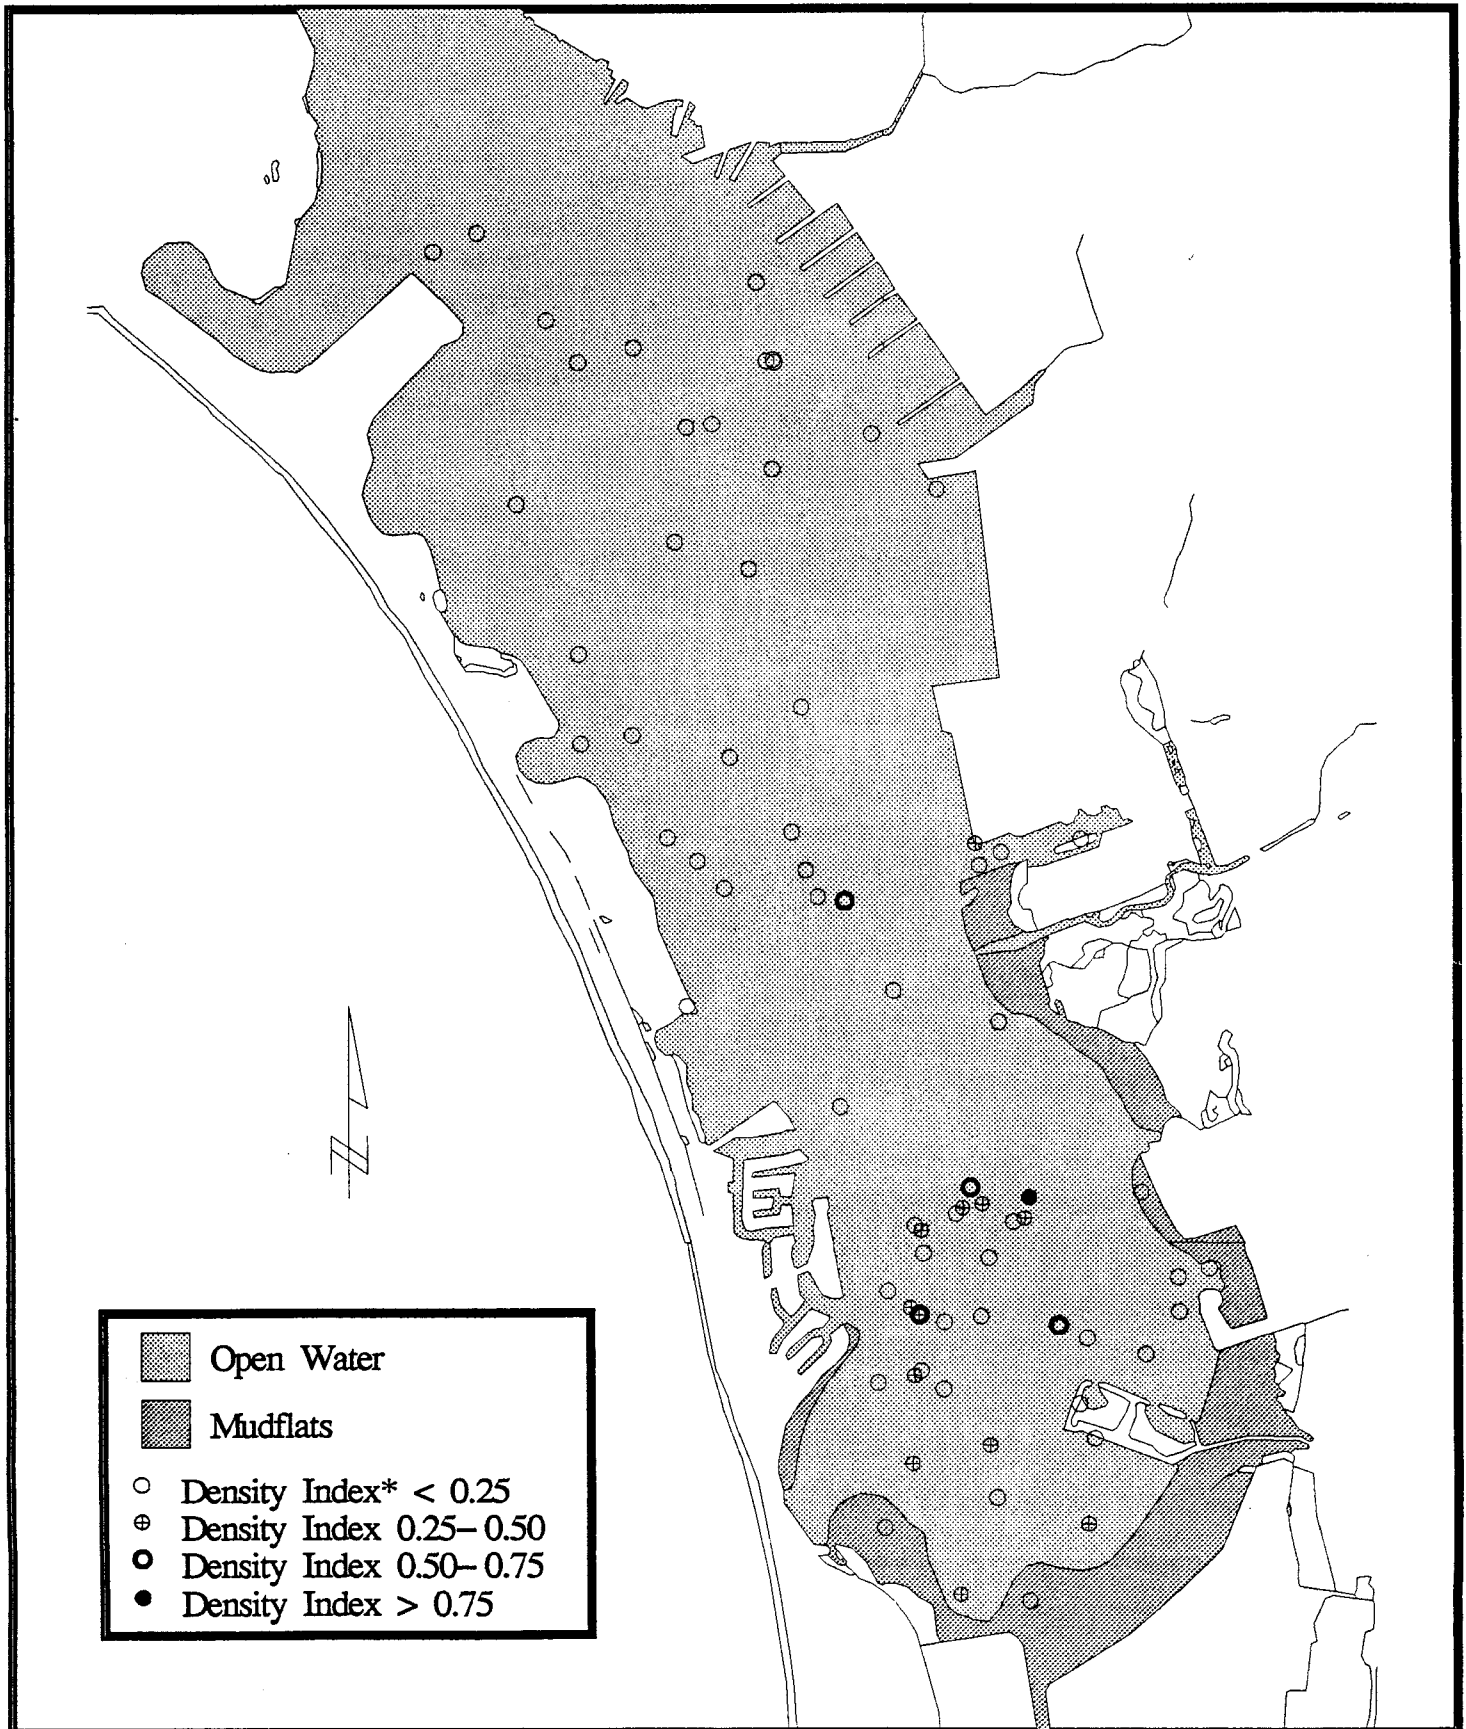 Open Water
Mudflats
Density Index* < 0.25
Density Index 0.25–0.50
Density Index 0.50–0.75
Density Index > 0.75